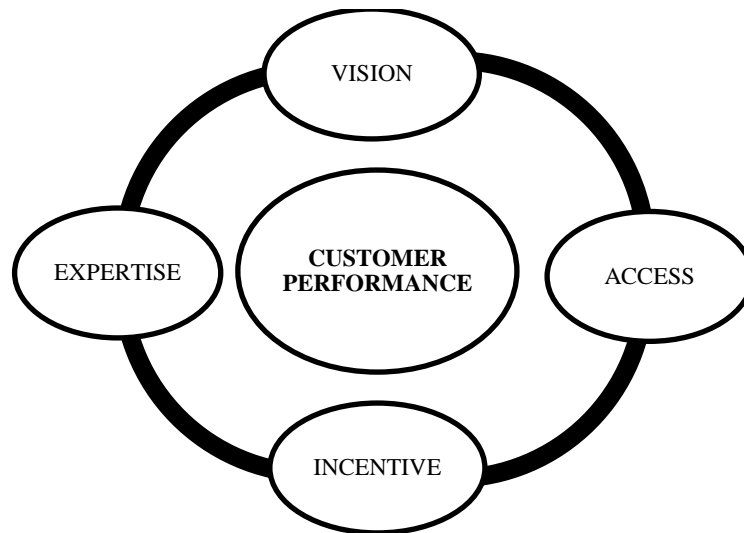 VISION
EXPERTISE
CUSTOMER
PERFORMANCE
ACCESS
INCENTIVE